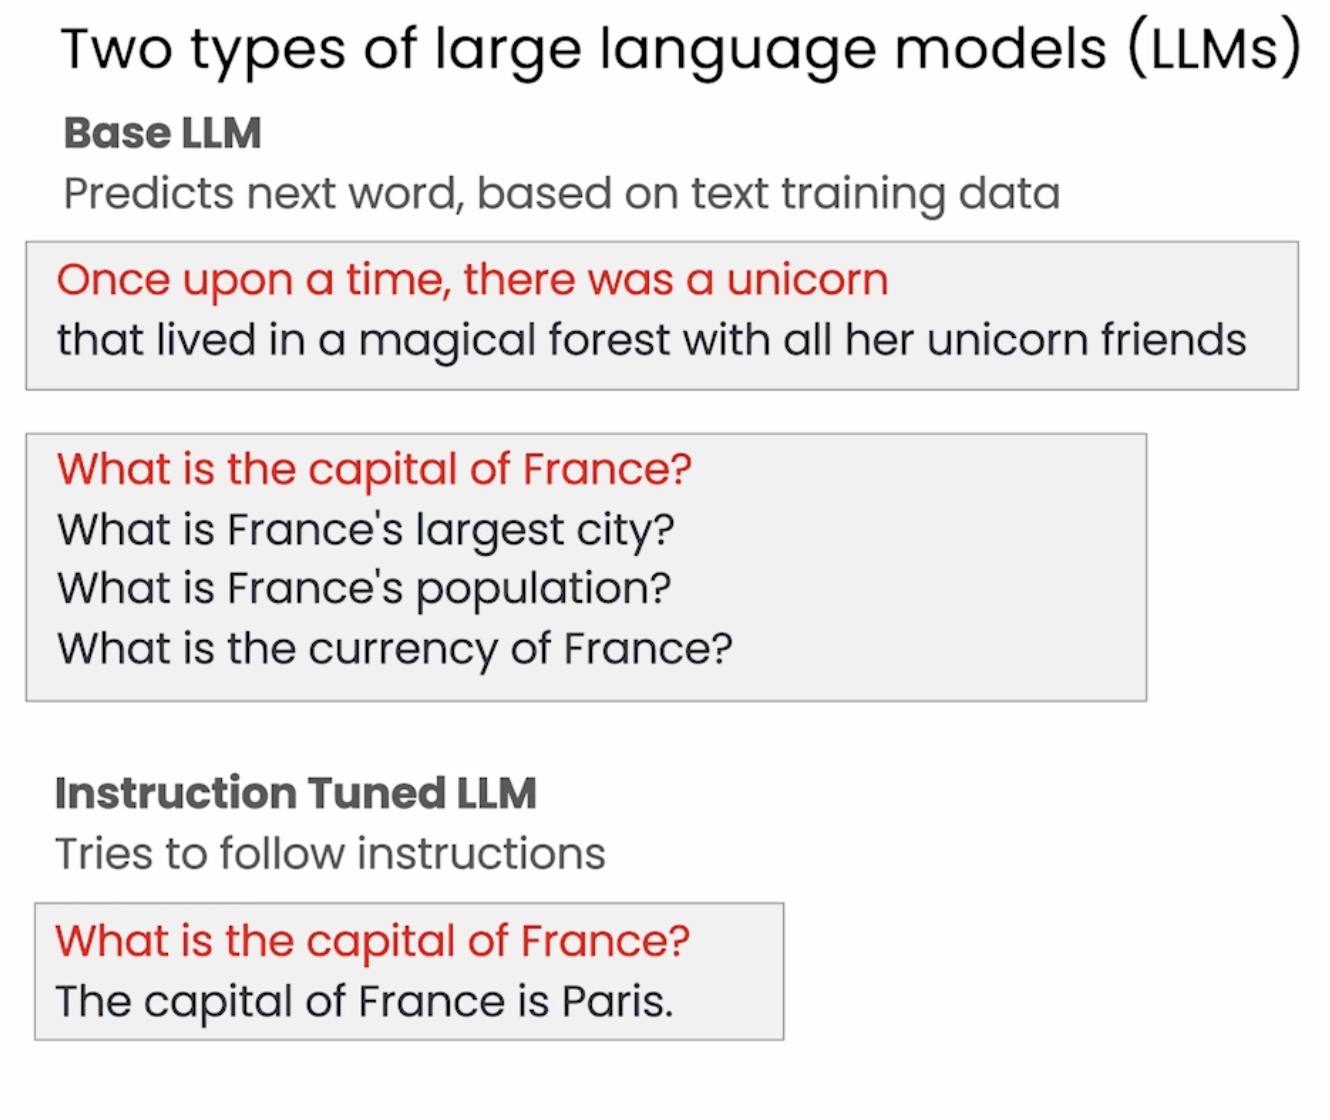 Two types of large language models (LLMs)
Base LLM
Predicts next word, based on text training data
Once upon a time, there was a unicorn
that lived in a magical forest with all her unicorn friends
What is the capital of France?
What is France's largest city?
What is France's population?
What is the currency of France?
Instruction Tuned LLM
Tries to follow instructions
What is the capital of France?
The capital of France is Paris.